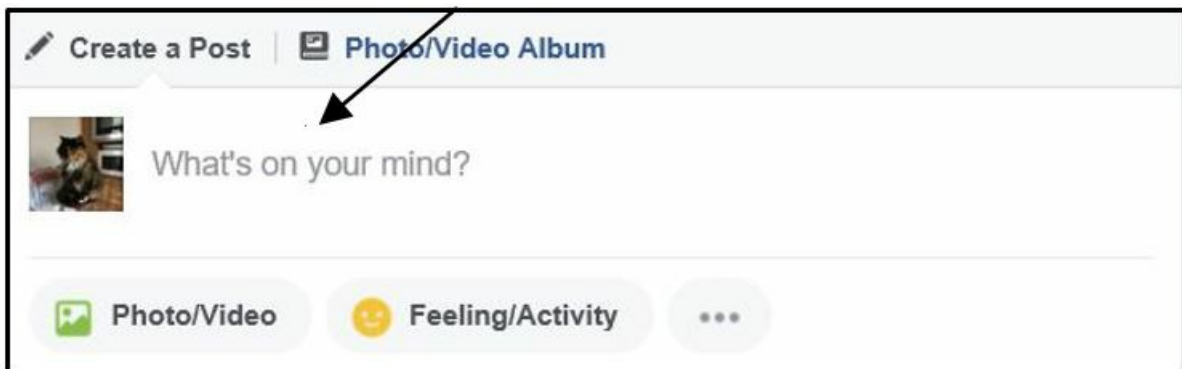 Create a Post | Photo/Video Album
What's on your mind?
Photo/Video Feeling/Activity •••